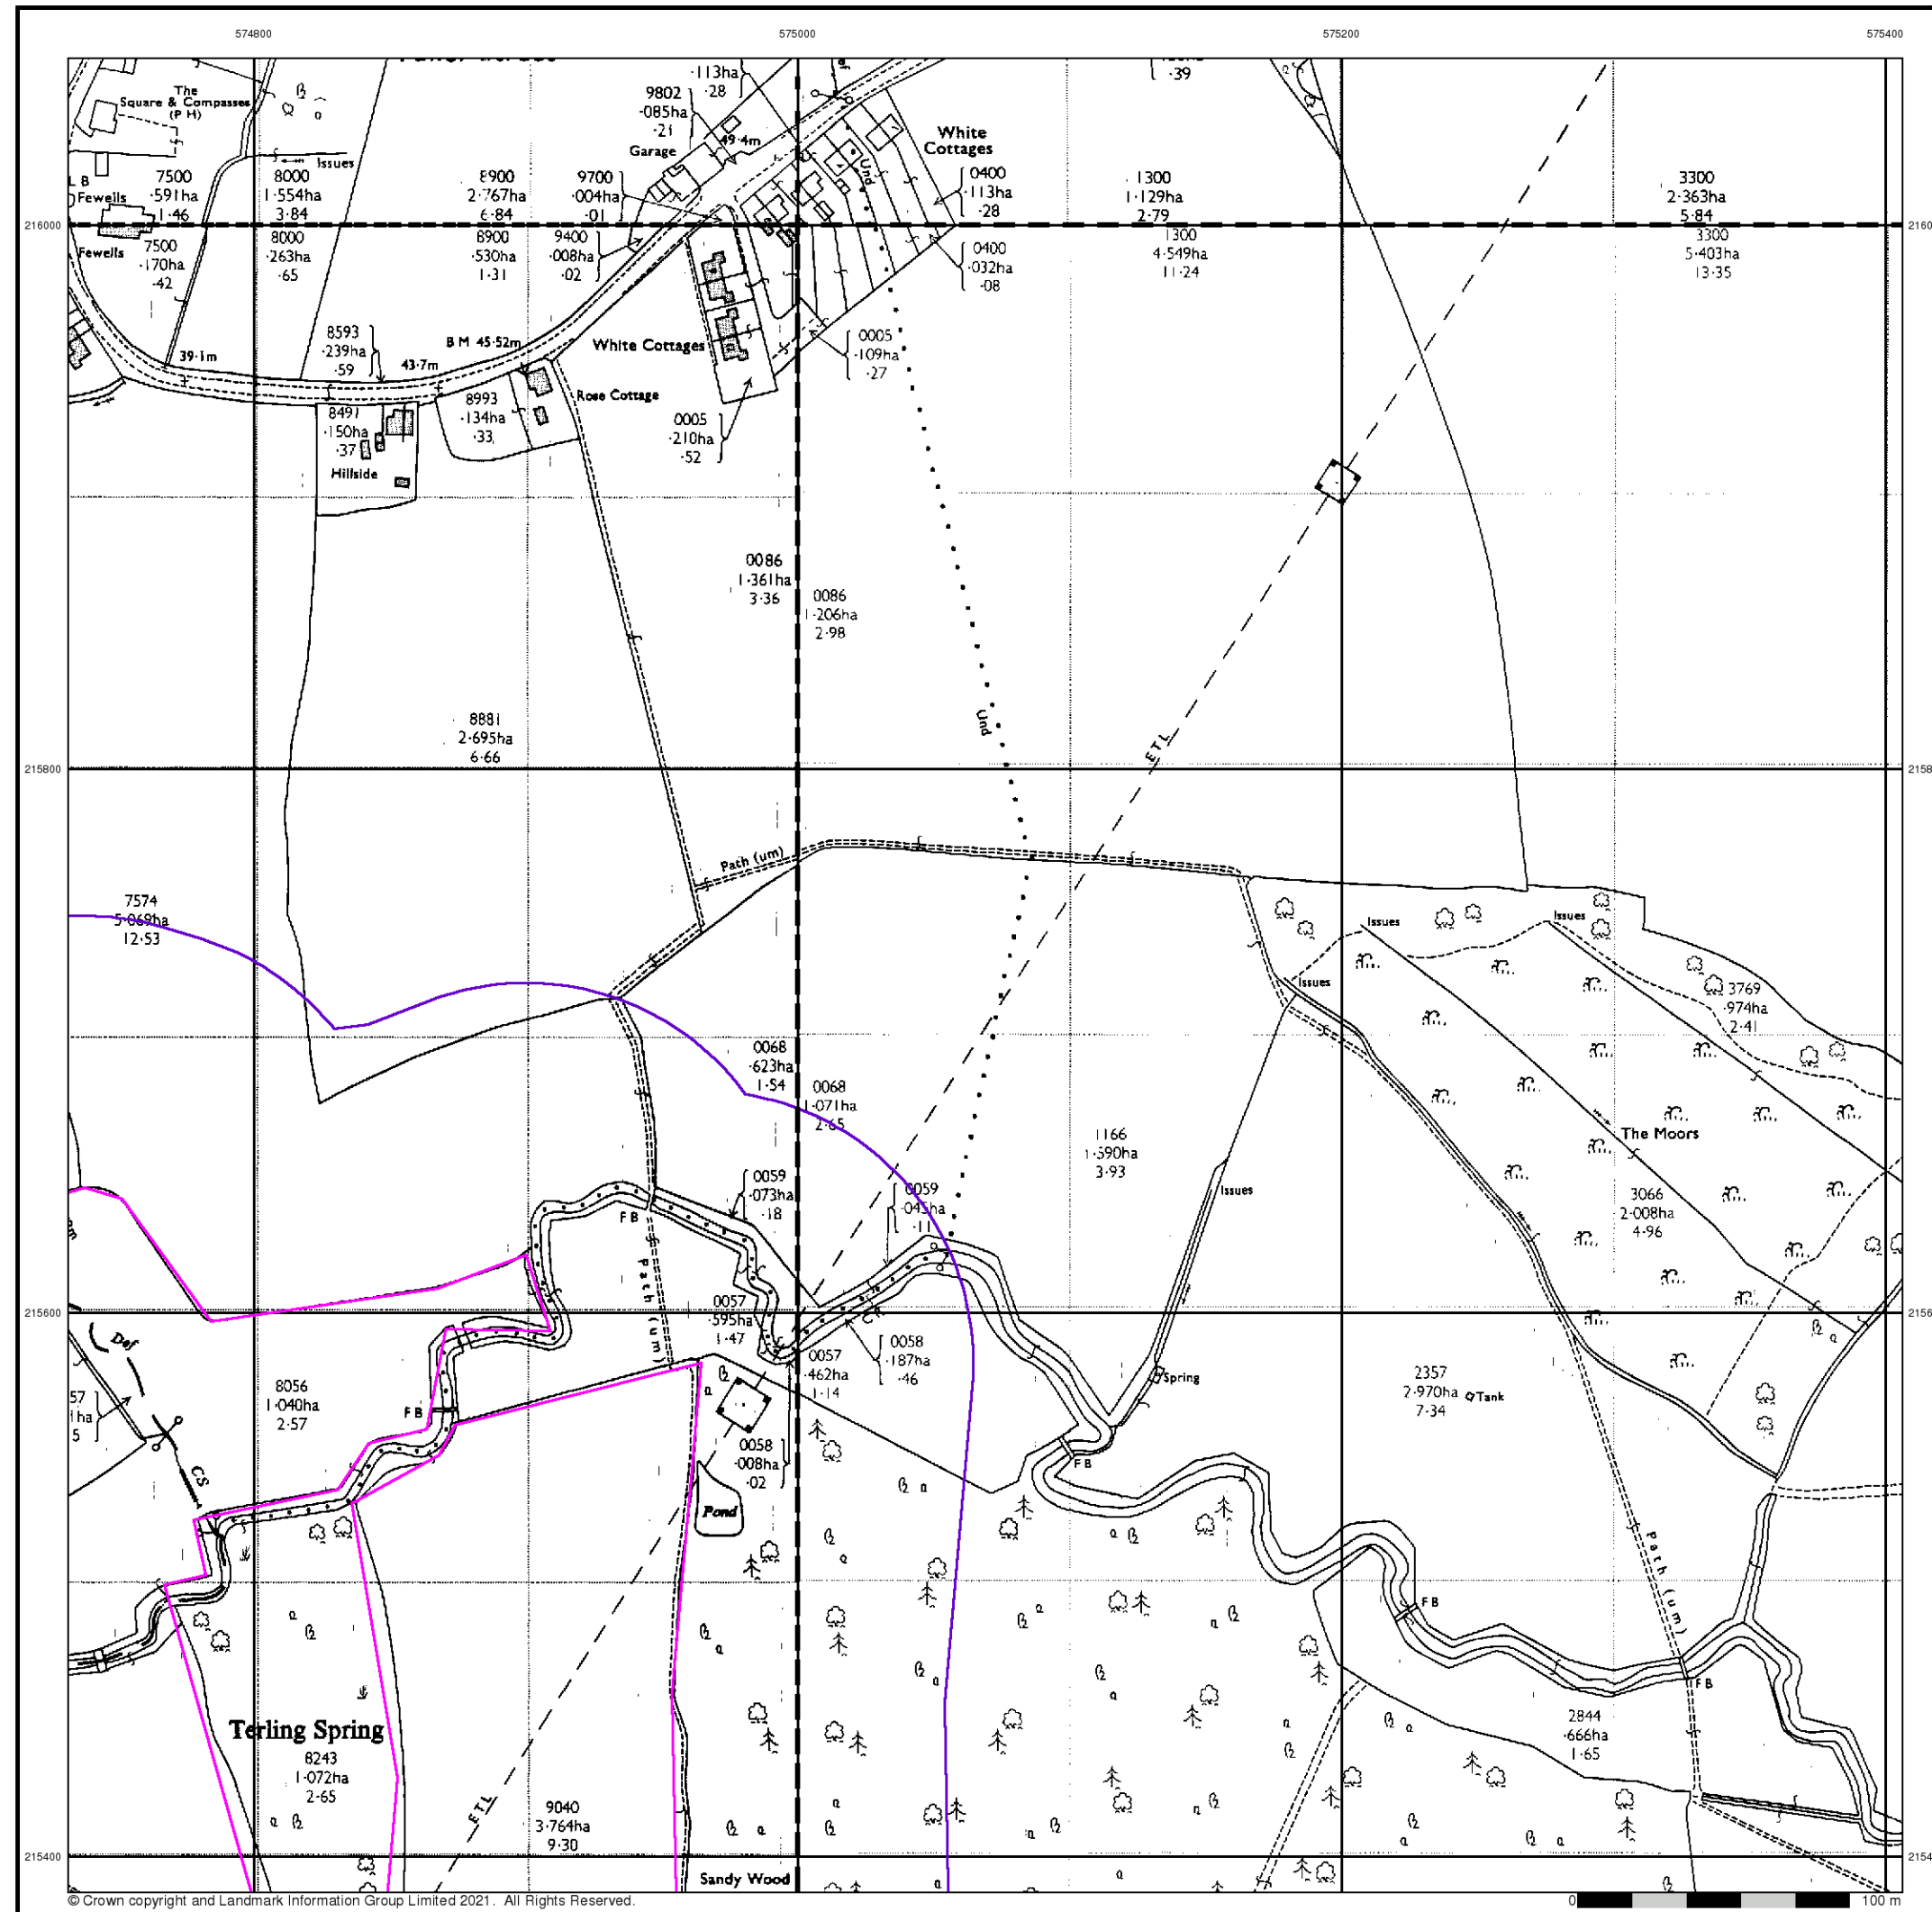 574800
575000
575200
575400
The
Square & Compasses
(P H)
Issues
L B
Fewells
7500
·591ha
1·46
8000
1·554ha
3·84
8900
2·767ha
6·84
9700
·004ha
·01
9802
·085ha
·21
·113ha
·28
Garage
49·4m
Und
White
Cottages
0400
·113ha
·28
·39
1300
1·129ha
2·79
3300
2·363ha
5·84
216000
2160
Fewells
7500
·170ha
·42
8000
·263ha
·65
8900
·530ha
1·31
9400
·008ha
·02
0400
·032ha
·08
1300
4·549ha
11·24
3300
5·403ha
13·35
39·1m
8593
·239ha
·59
43·7m
B M 45·52m
White Cottages
0005
·109ha
·27
Rose Cottage
8491
·150ha
·37
Hillside
8993
·134ha
·33
0005
·210ha
·52
0086
1·361ha
3·36
0086
1·206ha
2·98
8881
2·695ha
6·66
Und
ETL
215800
2158
Path (um)
7574
5·069ha
12·53
Issues
Issues
Issues
3769
·974ha
2·41
0068
·623ha
1·54
0068
1·071ha
2·65
1166
1·590ha
3·93
The Moors
0059
·073ha
·18
0059
·045ha
·11
Issues
3066
2·008ha
4·96
F B
Path (um)
215600
2156
Def
0057
·595ha
1·47
0057
·462ha
1·14
0058
·187ha
·46
Spring
8056
1·040ha
2·57
57
1ha
5
F B
2357
2·970ha
7·34
Tank
CS
0058
·008ha
·02
F B
Pond
Path (um)
F B
F B
Terling Spring
8243
1·072ha
2·65
2844
·666ha
1·65
ETL
9040
3·764ha
9·30
215400
2154
Sandy Wood
© Crown copyright and Landmark Information Group Limited 2021. All Rights Reserved.
0
100 m